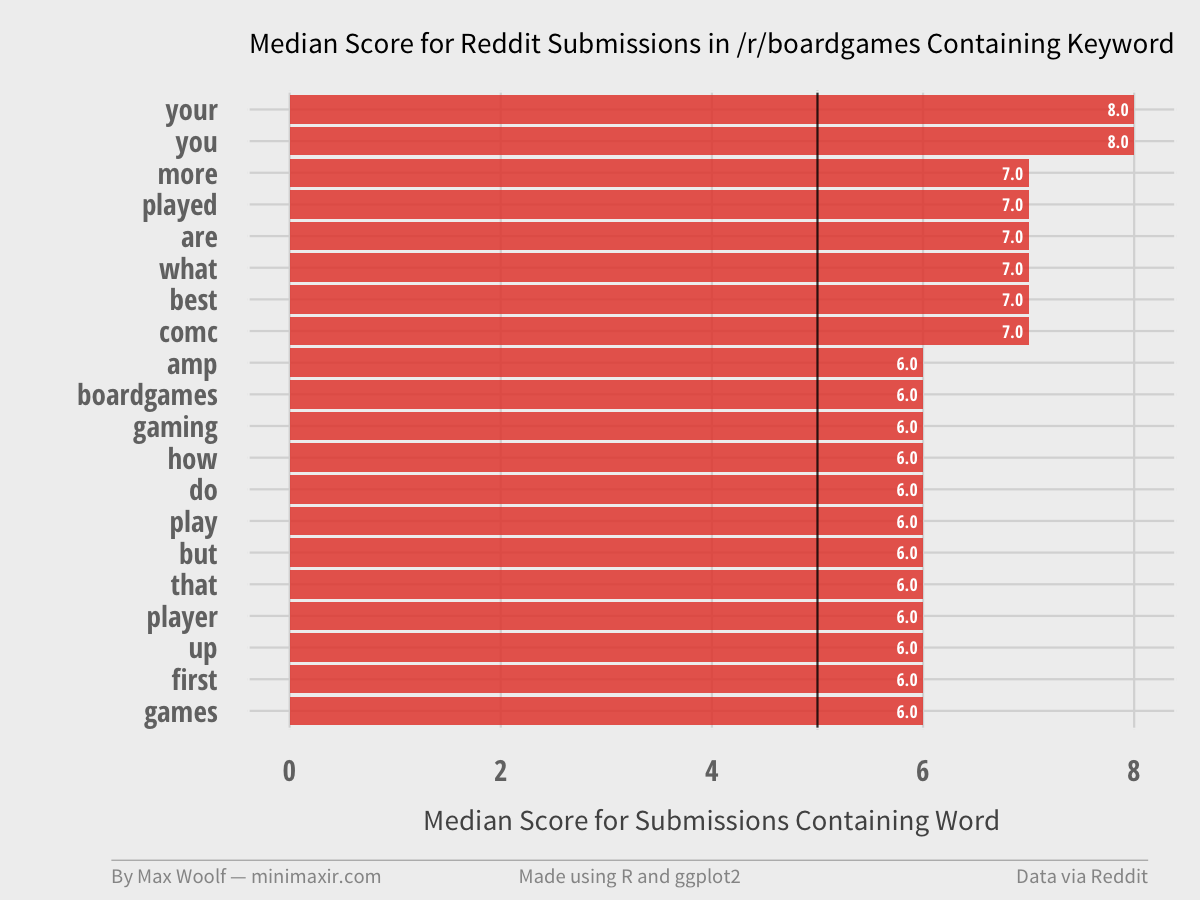 Median Score for Reddit Submissions in /r/boardgames Containing Keyword
your 8.0
you 8.0
more 7.0
played 7.0
are 7.0
what 7.0
best 7.0
comc 7.0
amp 6.0
boardgames 6.0
gaming 6.0
how 6.0
do 6.0
play 6.0
but 6.0
that 6.0
player 6.0
up 6.0
first 6.0
games 6.0
0 2 4 6 8
Median Score for Submissions Containing Word
By Max Woolf — minimaxir.com Made using R and ggplot2 Data via Reddit